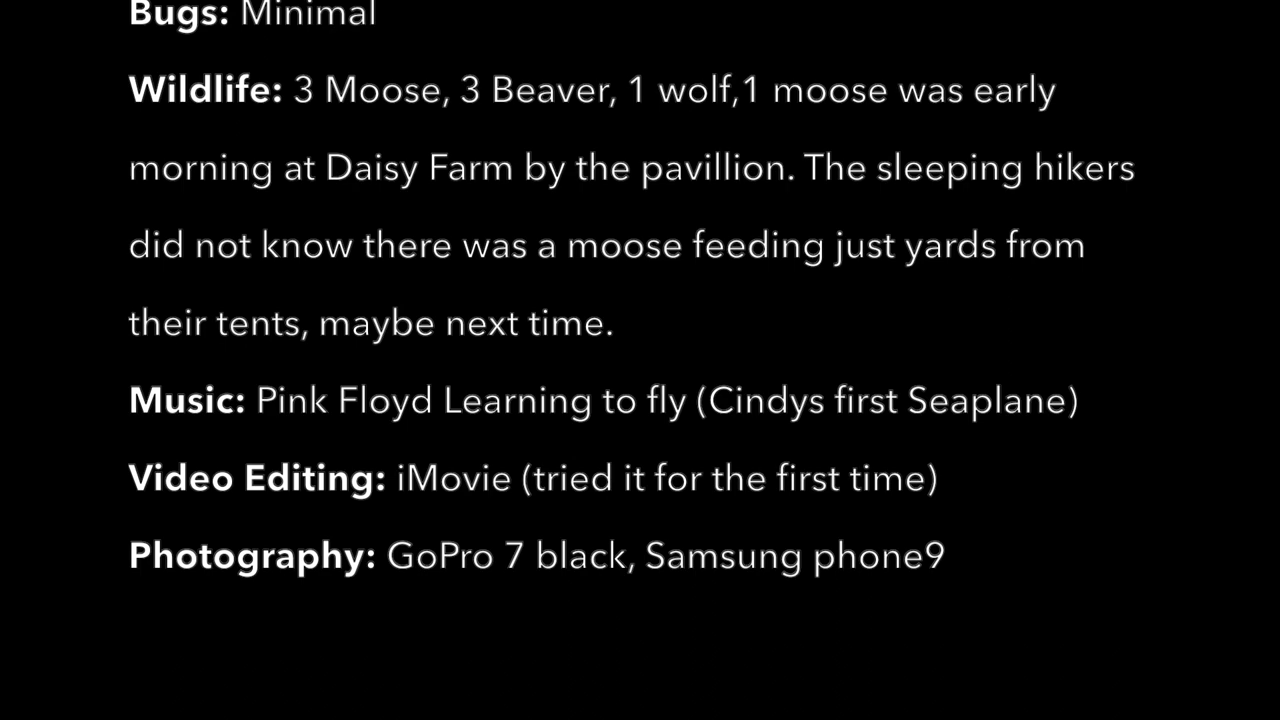 Bugs: Minimal
Wildlife: 3 Moose, 3 Beaver, 1 wolf,1 moose was early
morning at Daisy Farm by the pavillion. The sleeping hikers
did not know there was a moose feeding just yards from
their tents, maybe next time.
Music: Pink Floyd Learning to fly (Cindys first Seaplane)
Video Editing: iMovie (tried it for the first time)
Photography: GoPro 7 black, Samsung phone9